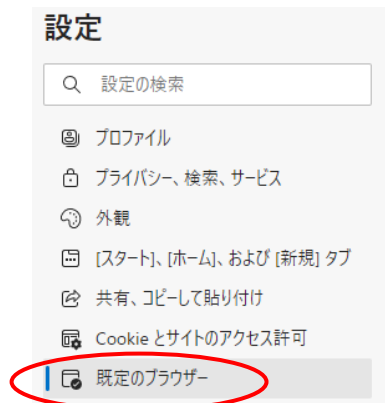 設定
設定の検索
プロファイル
プライバシー、検索、サービス
外観
[スタート]、[ホーム]、および [新規] タブ
共有、コピーして貼り付け
Cookie とサイトのアクセス許可
既定のブラウザー